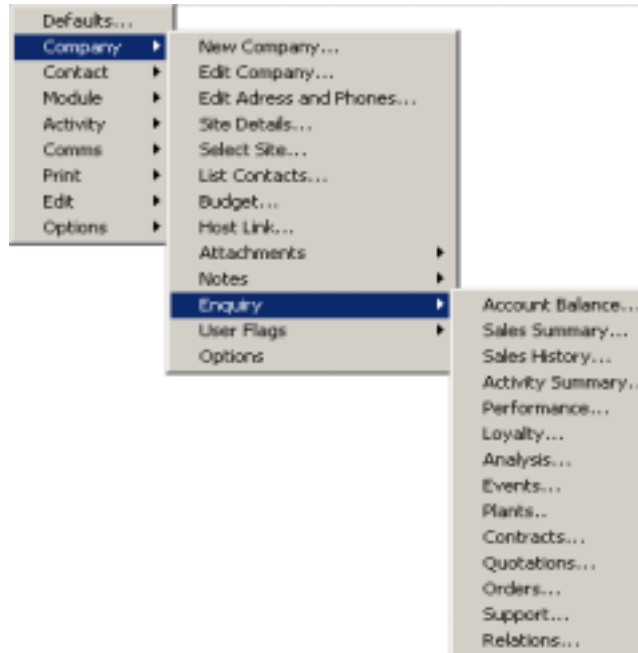 Defaults...
Company
Contact
Module
Activity
Comms
Print
Edit
Options
New Company...
Edit Company...
Edit Adress and Phones...
Site Details...
Select Site...
List Contacts...
Budget...
Host Link...
Attachments
Notes
Enquiry
User Flags
Options
Account Balance...
Sales Summary...
Sales History...
Activity Summary..
Performance...
Loyalty...
Analysis...
Events...
Plants..
Contracts...
Quotations...
Orders...
Support...
Relations...